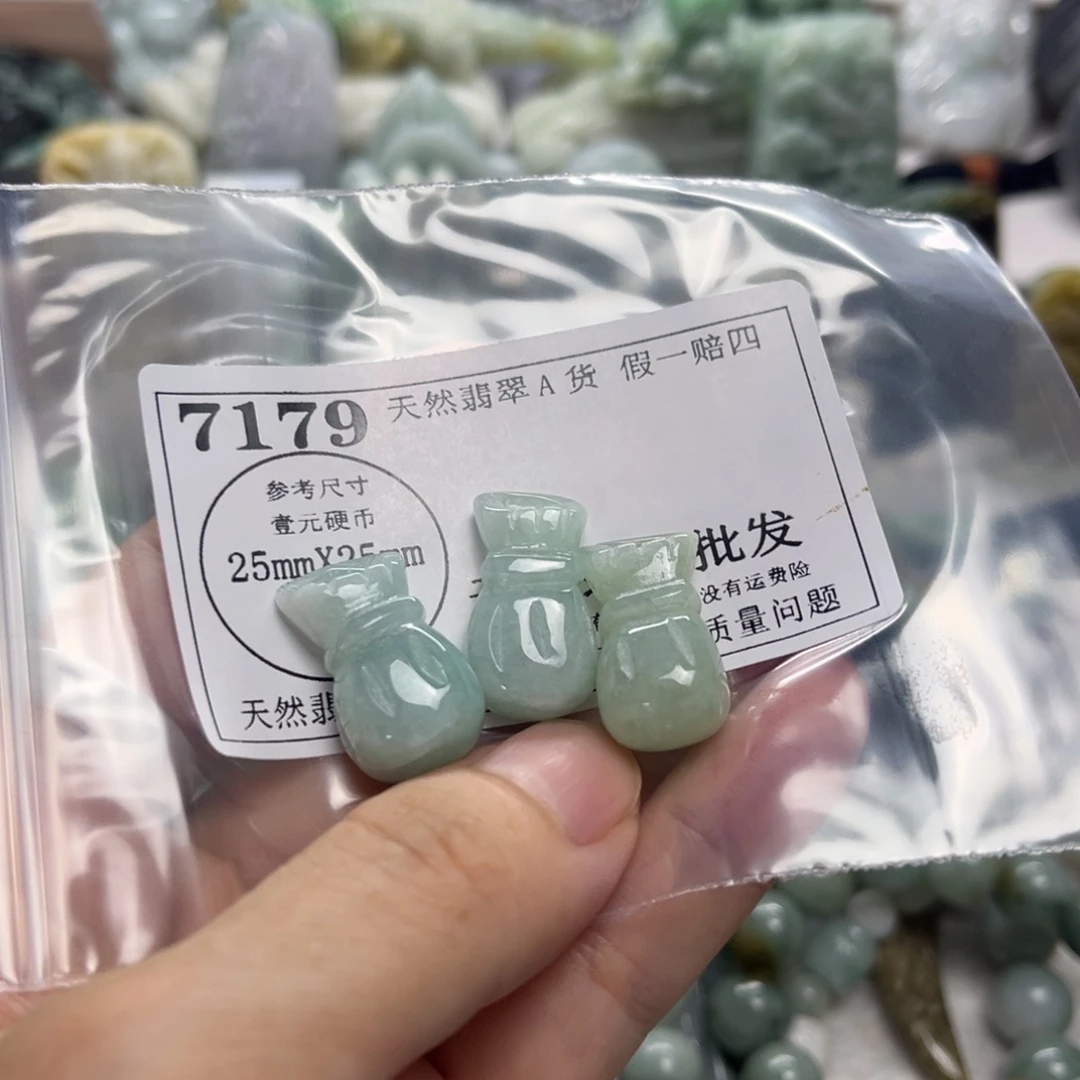 7179 天然翡翠A货 假一赔四
参考尺寸
壹元硬币
25mmX25mm
批发
没有运费险
质量问题
天然翡